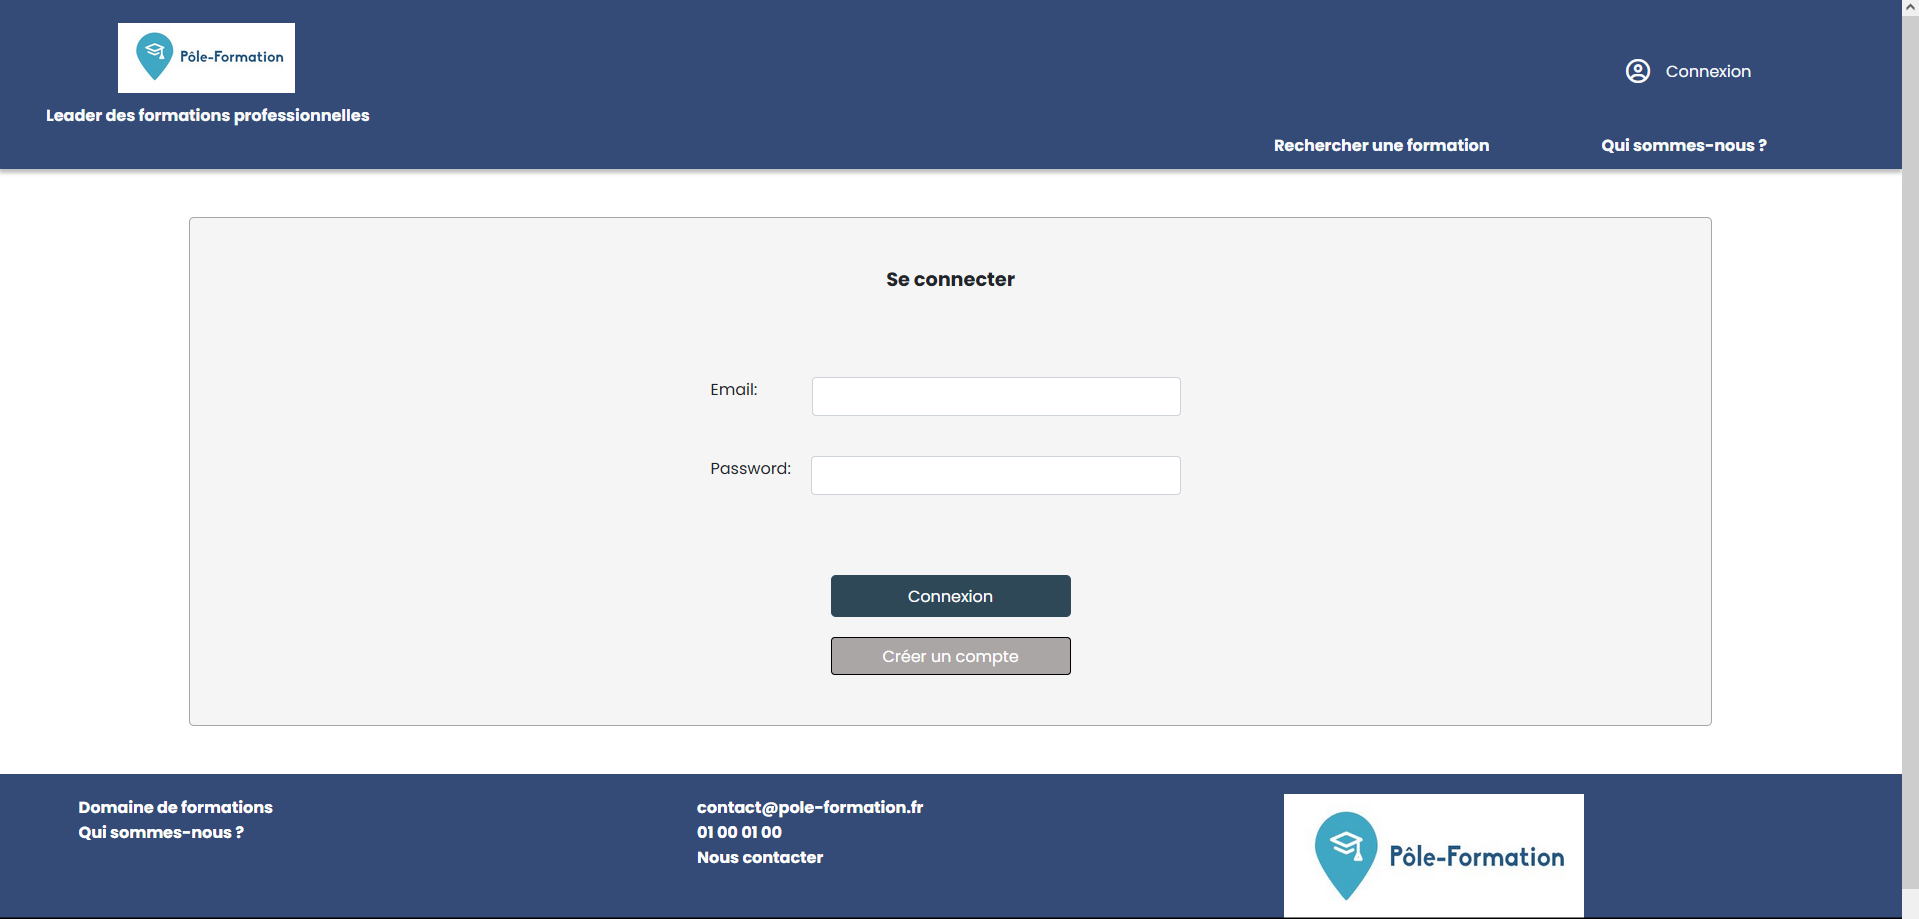 Pôle-Formation
Leader des formations professionnelles
Connexion
Rechercher une formation
Qui sommes-nous ?
Se connecter
Email:
Password:
Connexion
Créer un compte
Domaine de formations
Qui sommes-nous ?
contact@pole-formation.fr
01 00 01 00
Nous contacter
Pôle-Formation